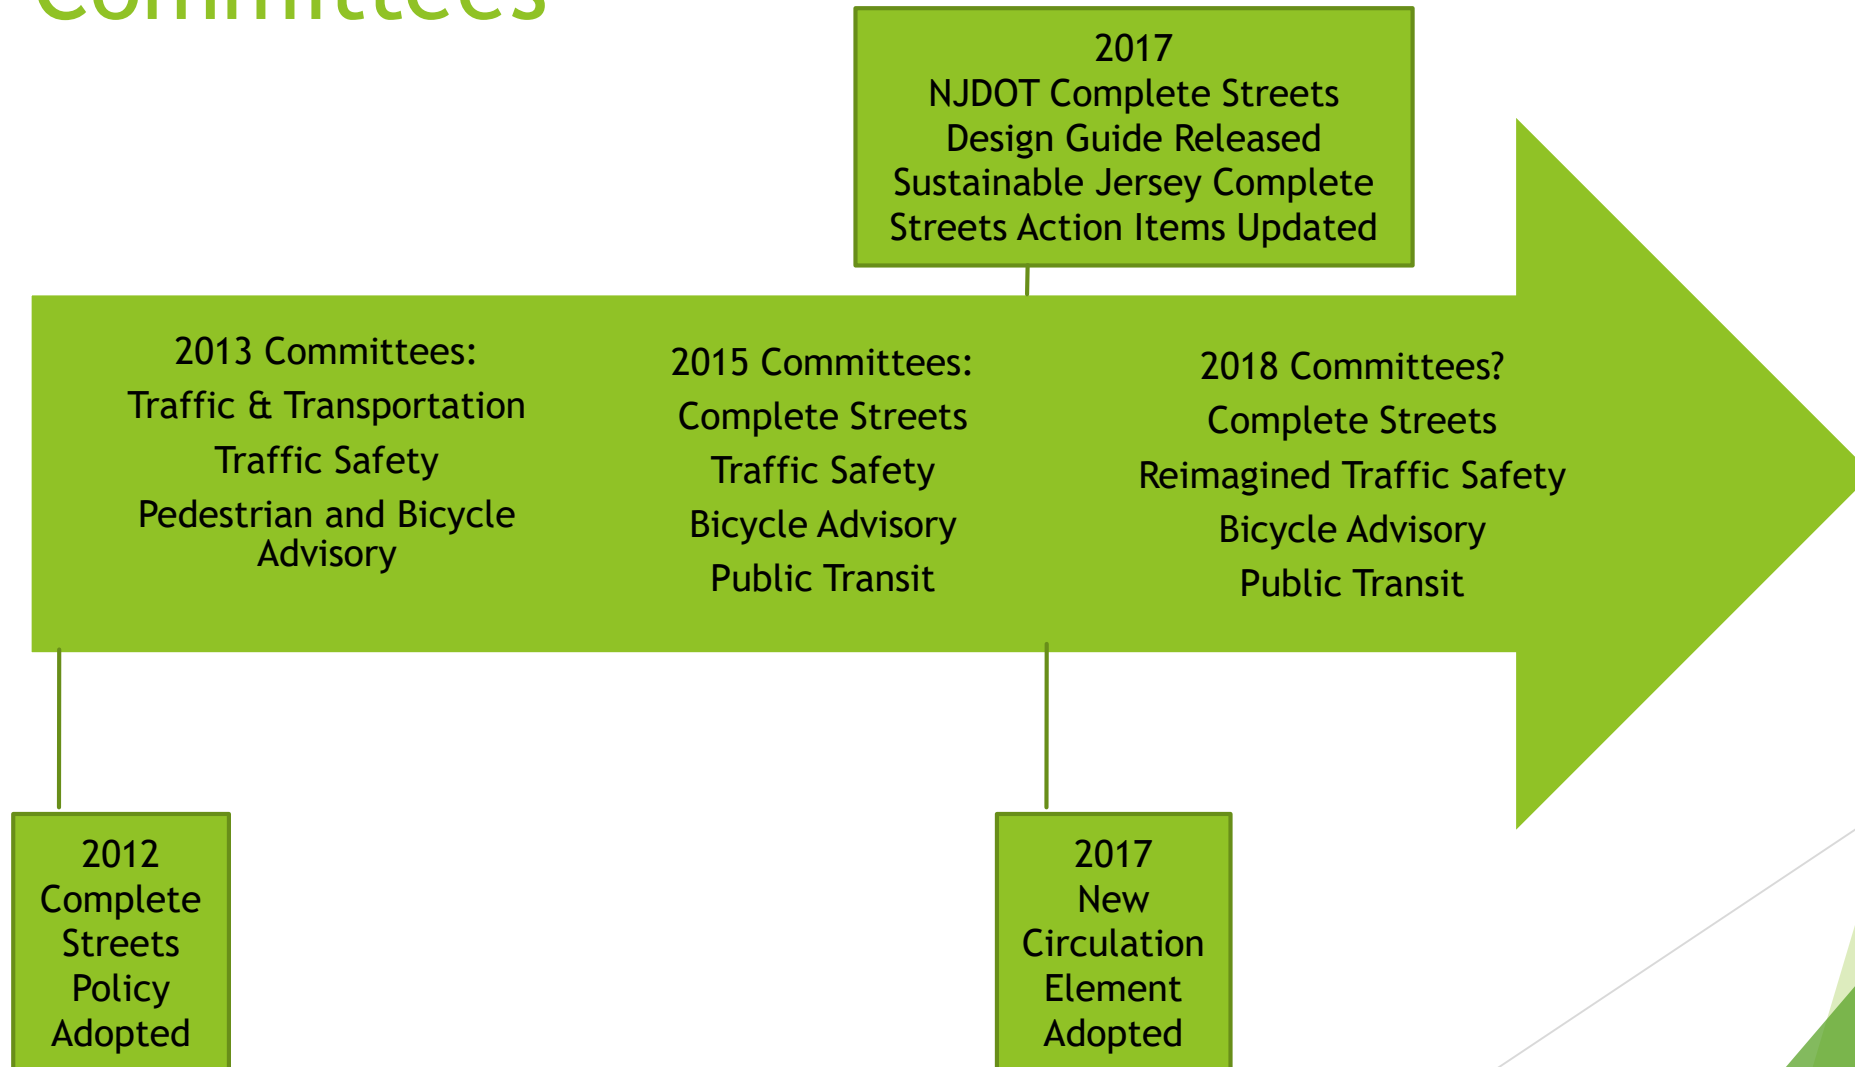 Committees
2017
NJDOT Complete Streets
Design Guide Released
Sustainable Jersey Complete
Streets Action Items Updated
2013 Committees:
Traffic & Transportation
Traffic Safety
Pedestrian and Bicycle
Advisory
2015 Committees:
Complete Streets
Traffic Safety
Bicycle Advisory
Public Transit
2018 Committees?
Complete Streets
Reimagined Traffic Safety
Bicycle Advisory
Public Transit
2012
Complete
Streets
Policy
Adopted
2017
New
Circulation
Element
Adopted